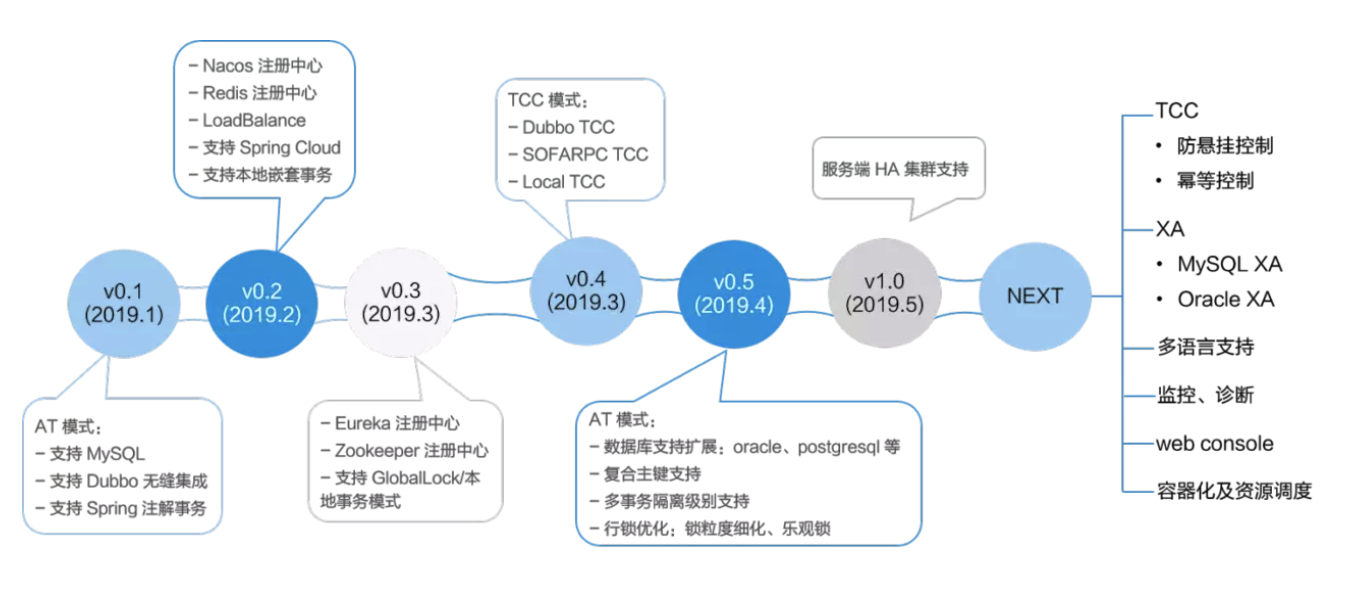 − Nacos 注册中心
− Redis 注册中心
− LoadBalance
− 支持 Spring Cloud
− 支持本地嵌套事务
TCC 模式：
− Dubbo TCC
− SOFARPC TCC
− Local TCC
服务端 HA 集群支持
v0.1
(2019.1)
v0.2
(2019.2)
v0.3
(2019.3)
v0.4
(2019.3)
v0.5
(2019.4)
v1.0
(2019.5)
NEXT
AT 模式：
− 支持 MySQL
− 支持 Dubbo 无缝集成
− 支持 Spring 注解事务
− Eureka 注册中心
− Zookeeper 注册中心
− 支持 GlobalLock/本
地事务模式
AT 模式：
− 数据库支持扩展：oracle、postgresql 等
− 复合主键支持
− 多事务隔离级别支持
− 行锁优化：锁粒度细化、乐观锁
TCC
• 防悬挂控制
• 幂等控制
XA
• MySQL XA
• Oracle XA
多语言支持
监控、诊断
web console
容器化及资源调度